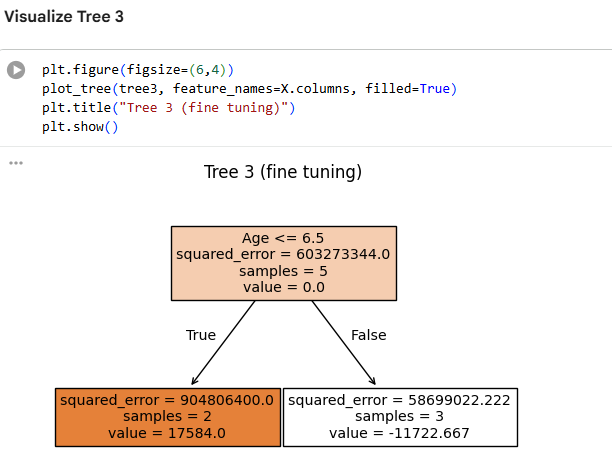 Visualize Tree 3
plt.figure(figsize=(6,4))
plot_tree(tree3, feature_names=X.columns, filled=True)
plt.title("Tree 3 (fine tuning)")
plt.show()
Tree 3 (fine tuning)
Age <= 6.5
squared_error = 603273344.0
samples = 5
value = 0.0
True
False
squared_error = 904806400.0
samples = 2
value = 17584.0
squared_error = 58699022.222
samples = 3
value = -11722.667